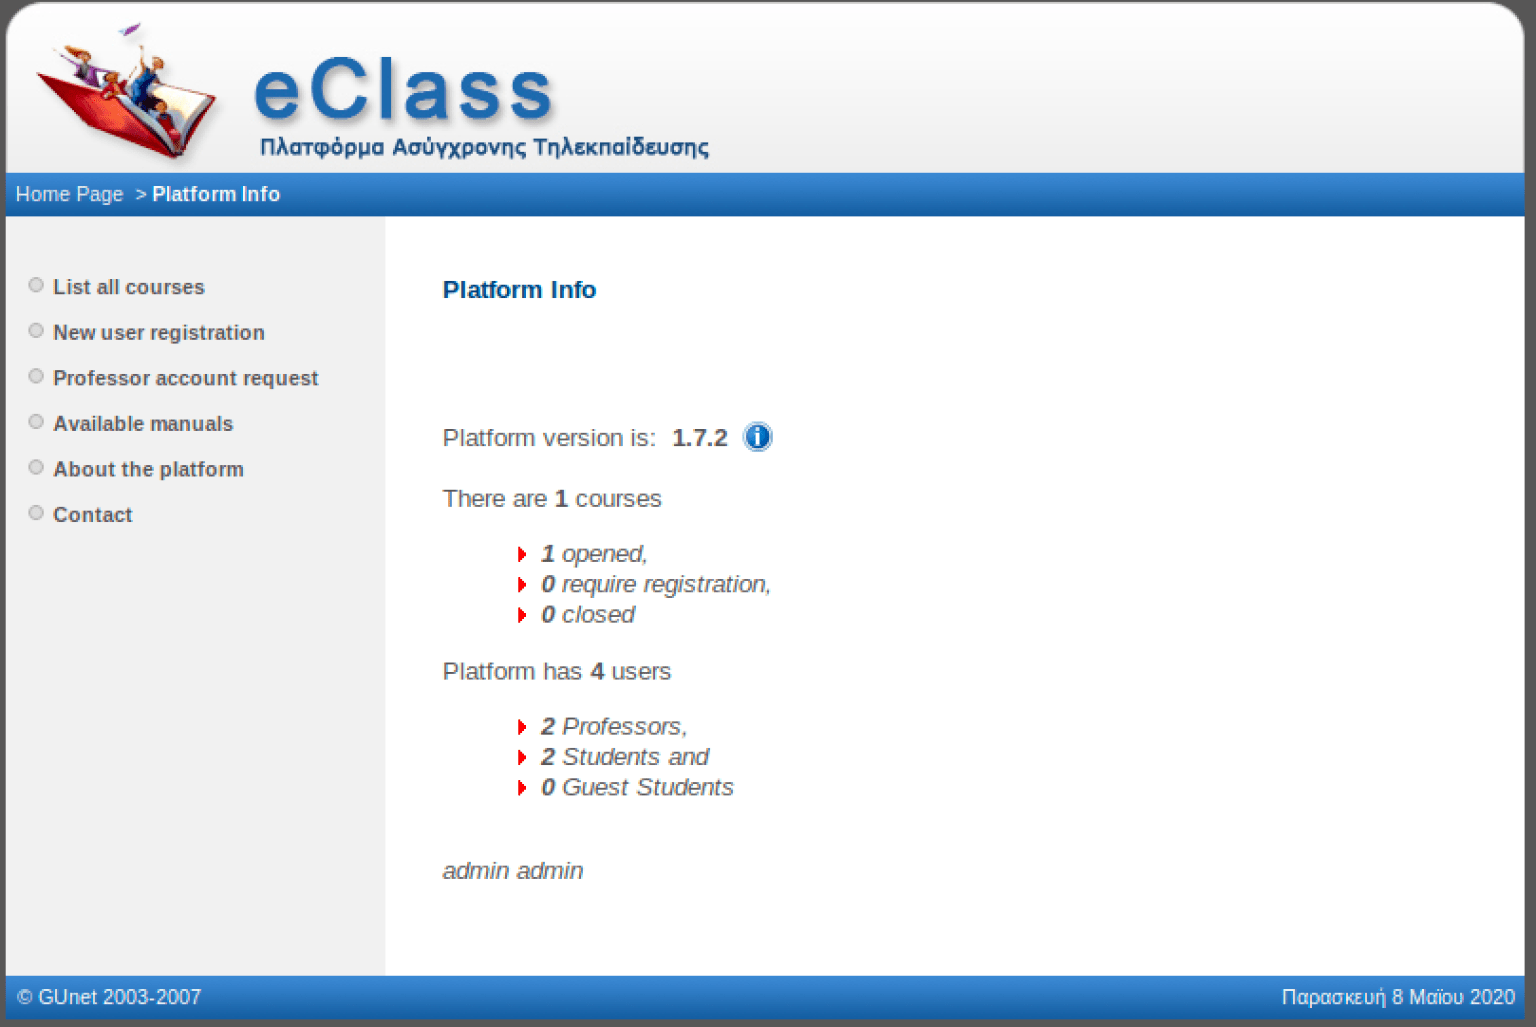 eClass
Πλατφόρμα Ασύγχρονης Τηλεκπαίδευσης
Home Page > Platform Info
List all courses
New user registration
Professor account request
Available manuals
About the platform
Contact
Platform Info
Platform version is: 1.7.2
There are 1 courses
1 opened,
0 require registration,
0 closed
Platform has 4 users
2 Professors,
2 Students and
0 Guest Students
admin admin
© GUnet 2003-2007
Παρασκευή 8 Μαϊου 2020